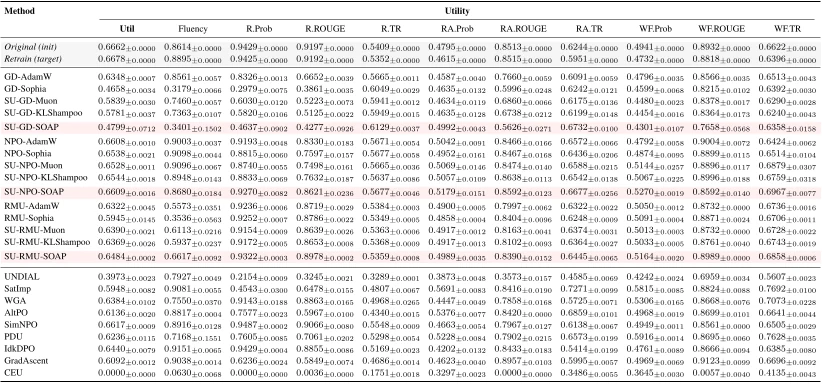 Method Utility
Util Fluency R.Prob R.ROUGE R.TR RA.Prob RA.ROUGE RA.TR WF.Prob WF.ROUGE WF.TR
Original (init) 0.6662±0.0000 0.8614±0.0000 0.9429±0.0000 0.9197±0.0000 0.5409±0.0000 0.4795±0.0000 0.8513±0.0000 0.6244±0.0000 0.4941±0.0000 0.8932±0.0000 0.6622±0.0000
Retrain (target) 0.6678±0.0000 0.8895±0.0000 0.9425±0.0000 0.9192±0.0000 0.5352±0.0000 0.4615±0.0000 0.8515±0.0000 0.5951±0.0000 0.4732±0.0000 0.8818±0.0000 0.6396±0.0000
GD-AdamW 0.6348±0.0007 0.8561±0.0057 0.8326±0.0013 0.6652±0.0039 0.5665±0.0011 0.4587±0.0040 0.7660±0.0059 0.6091±0.0059 0.4796±0.0035 0.8566±0.0035 0.6513±0.0043
GD-Sophia 0.4658±0.0034 0.3179±0.0066 0.2979±0.0075 0.3861±0.0035 0.6049±0.0029 0.4635±0.0132 0.5996±0.0248 0.6242±0.0121 0.4599±0.0068 0.8215±0.0102 0.6392±0.0030
SU-GD-Muon 0.5839±0.0030 0.7460±0.0057 0.6030±0.0120 0.5223±0.0073 0.5941±0.0012 0.4634±0.0119 0.6860±0.0066 0.6175±0.0136 0.4480±0.0023 0.8378±0.0017 0.6290±0.0028
SU-GD-KLShampoo 0.5781±0.0037 0.7363±0.0107 0.5820±0.0106 0.5125±0.0022 0.5949±0.0015 0.4635±0.0128 0.6738±0.0212 0.6199±0.0148 0.4454±0.0016 0.8364±0.0173 0.6240±0.0043
SU-GD-SOAP 0.4799±0.0712 0.3401±0.1502 0.4637±0.0902 0.4277±0.0926 0.6129±0.0037 0.4992±0.0043 0.5626±0.0271 0.6732±0.0100 0.4301±0.0107 0.7658±0.0568 0.6358±0.0158
NPO-AdamW 0.6608±0.0010 0.9003±0.0037 0.9193±0.0048 0.8330±0.0183 0.5671±0.0054 0.5042±0.0091 0.8466±0.0166 0.6572±0.0066 0.4792±0.0058 0.9004±0.0072 0.6424±0.0062
NPO-Sophia 0.6538±0.0021 0.9098±0.0044 0.8815±0.0060 0.7597±0.0157 0.5677±0.0058 0.4952±0.0161 0.8467±0.0168 0.6436±0.0206 0.4874±0.0095 0.8899±0.0115 0.6514±0.0104
SU-NPO-Muon 0.6528±0.0011 0.9096±0.0067 0.8740±0.0055 0.7498±0.0161 0.5665±0.0036 0.5069±0.0146 0.8474±0.0140 0.6588±0.0215 0.5144±0.0257 0.8896±0.0117 0.6879±0.0307
SU-NPO-KLShampoo 0.6544±0.0018 0.8948±0.0143 0.8833±0.0069 0.7632±0.0187 0.5637±0.0086 0.5057±0.0109 0.8638±0.0113 0.6542±0.0138 0.5067±0.0225 0.8996±0.0188 0.6759±0.0318
SU-NPO-SOAP 0.6609±0.0016 0.8680±0.0184 0.9270±0.0082 0.8621±0.0236 0.5677±0.0046 0.5179±0.0151 0.8592±0.0123 0.6677±0.0256 0.5270±0.0019 0.8592±0.0140 0.6967±0.0077
RMU-AdamW 0.6322±0.0045 0.5573±0.0351 0.9236±0.0006 0.8719±0.0029 0.5384±0.0003 0.4900±0.0005 0.7997±0.0062 0.6322±0.0022 0.5050±0.0012 0.8732±0.0000 0.6736±0.0016
RMU-Sophia 0.5945±0.0145 0.3536±0.0563 0.9252±0.0007 0.8786±0.0022 0.5349±0.0005 0.4858±0.0004 0.8404±0.0096 0.6248±0.0009 0.5091±0.0004 0.8871±0.0024 0.6706±0.0011
SU-RMU-Muon 0.6390±0.0021 0.6113±0.0216 0.9154±0.0009 0.8639±0.0026 0.5363±0.0006 0.4917±0.0012 0.8163±0.0041 0.6374±0.0031 0.5013±0.0003 0.8732±0.0000 0.6728±0.0022
SU-RMU-KLShampoo 0.6369±0.0026 0.5937±0.0237 0.9172±0.0005 0.8653±0.0008 0.5368±0.0009 0.4917±0.0013 0.8102±0.0093 0.6364±0.0027 0.5033±0.0005 0.8761±0.0040 0.6743±0.0019
SU-RMU-SOAP 0.6484±0.0002 0.6617±0.0092 0.9322±0.0003 0.8978±0.0002 0.5359±0.0008 0.4989±0.0035 0.8390±0.0152 0.6445±0.0065 0.5164±0.0020 0.8989±0.0000 0.6858±0.0006
UNDIAL 0.3973±0.0023 0.7927±0.0049 0.2154±0.0009 0.3245±0.0021 0.3289±0.0001 0.3873±0.0048 0.3573±0.0157 0.4585±0.0069 0.4242±0.0024 0.6959±0.0034 0.5607±0.0023
SatImp 0.5948±0.0082 0.9081±0.0055 0.4543±0.0300 0.6478±0.0155 0.4807±0.0067 0.5691±0.0083 0.8416±0.0190 0.7271±0.0099 0.5815±0.0085 0.8824±0.0088 0.7692±0.0100
WGA 0.6384±0.0102 0.7550±0.0370 0.9143±0.0188 0.8863±0.0165 0.4968±0.0265 0.4447±0.0049 0.7858±0.0168 0.5725±0.0071 0.5306±0.0165 0.8668±0.0076 0.7073±0.0228
AltPO 0.6136±0.0020 0.8817±0.0004 0.7577±0.0023 0.5967±0.0100 0.4340±0.0015 0.5376±0.0077 0.8420±0.0000 0.6859±0.0101 0.4968±0.0019 0.8699±0.0101 0.6641±0.0044
SimNPO 0.6617±0.0009 0.8916±0.0128 0.9487±0.0002 0.9066±0.0080 0.5548±0.0009 0.4663±0.0054 0.7967±0.0127 0.6138±0.0067 0.4949±0.0011 0.8561±0.0000 0.6505±0.0029
PDU 0.6236±0.0115 0.7168±0.1551 0.7605±0.0085 0.7061±0.0202 0.5298±0.0054 0.5228±0.0084 0.7902±0.0215 0.6573±0.0199 0.5916±0.0014 0.8695±0.0070 0.7628±0.0035
IdkDPO 0.6440±0.0079 0.9151±0.0065 0.9429±0.0004 0.8855±0.0086 0.5169±0.0023 0.4202±0.0132 0.8433±0.0183 0.5414±0.0199 0.4761±0.0089 0.8666±0.0094 0.6385±0.0080
GradAscent 0.6092±0.0012 0.9038±0.0014 0.6236±0.0024 0.5849±0.0074 0.4686±0.0014 0.4623±0.0040 0.8957±0.0103 0.5995±0.0057 0.4969±0.0063 0.9123±0.0099 0.6696±0.0092
CEU 0.0000±0.0000 0.0630±0.0068 0.0000±0.0000 0.0036±0.0000 0.1751±0.0018 0.3297±0.0023 0.0000±0.0000 0.3486±0.0055 0.3645±0.0030 0.0057±0.0040 0.4135±0.0043